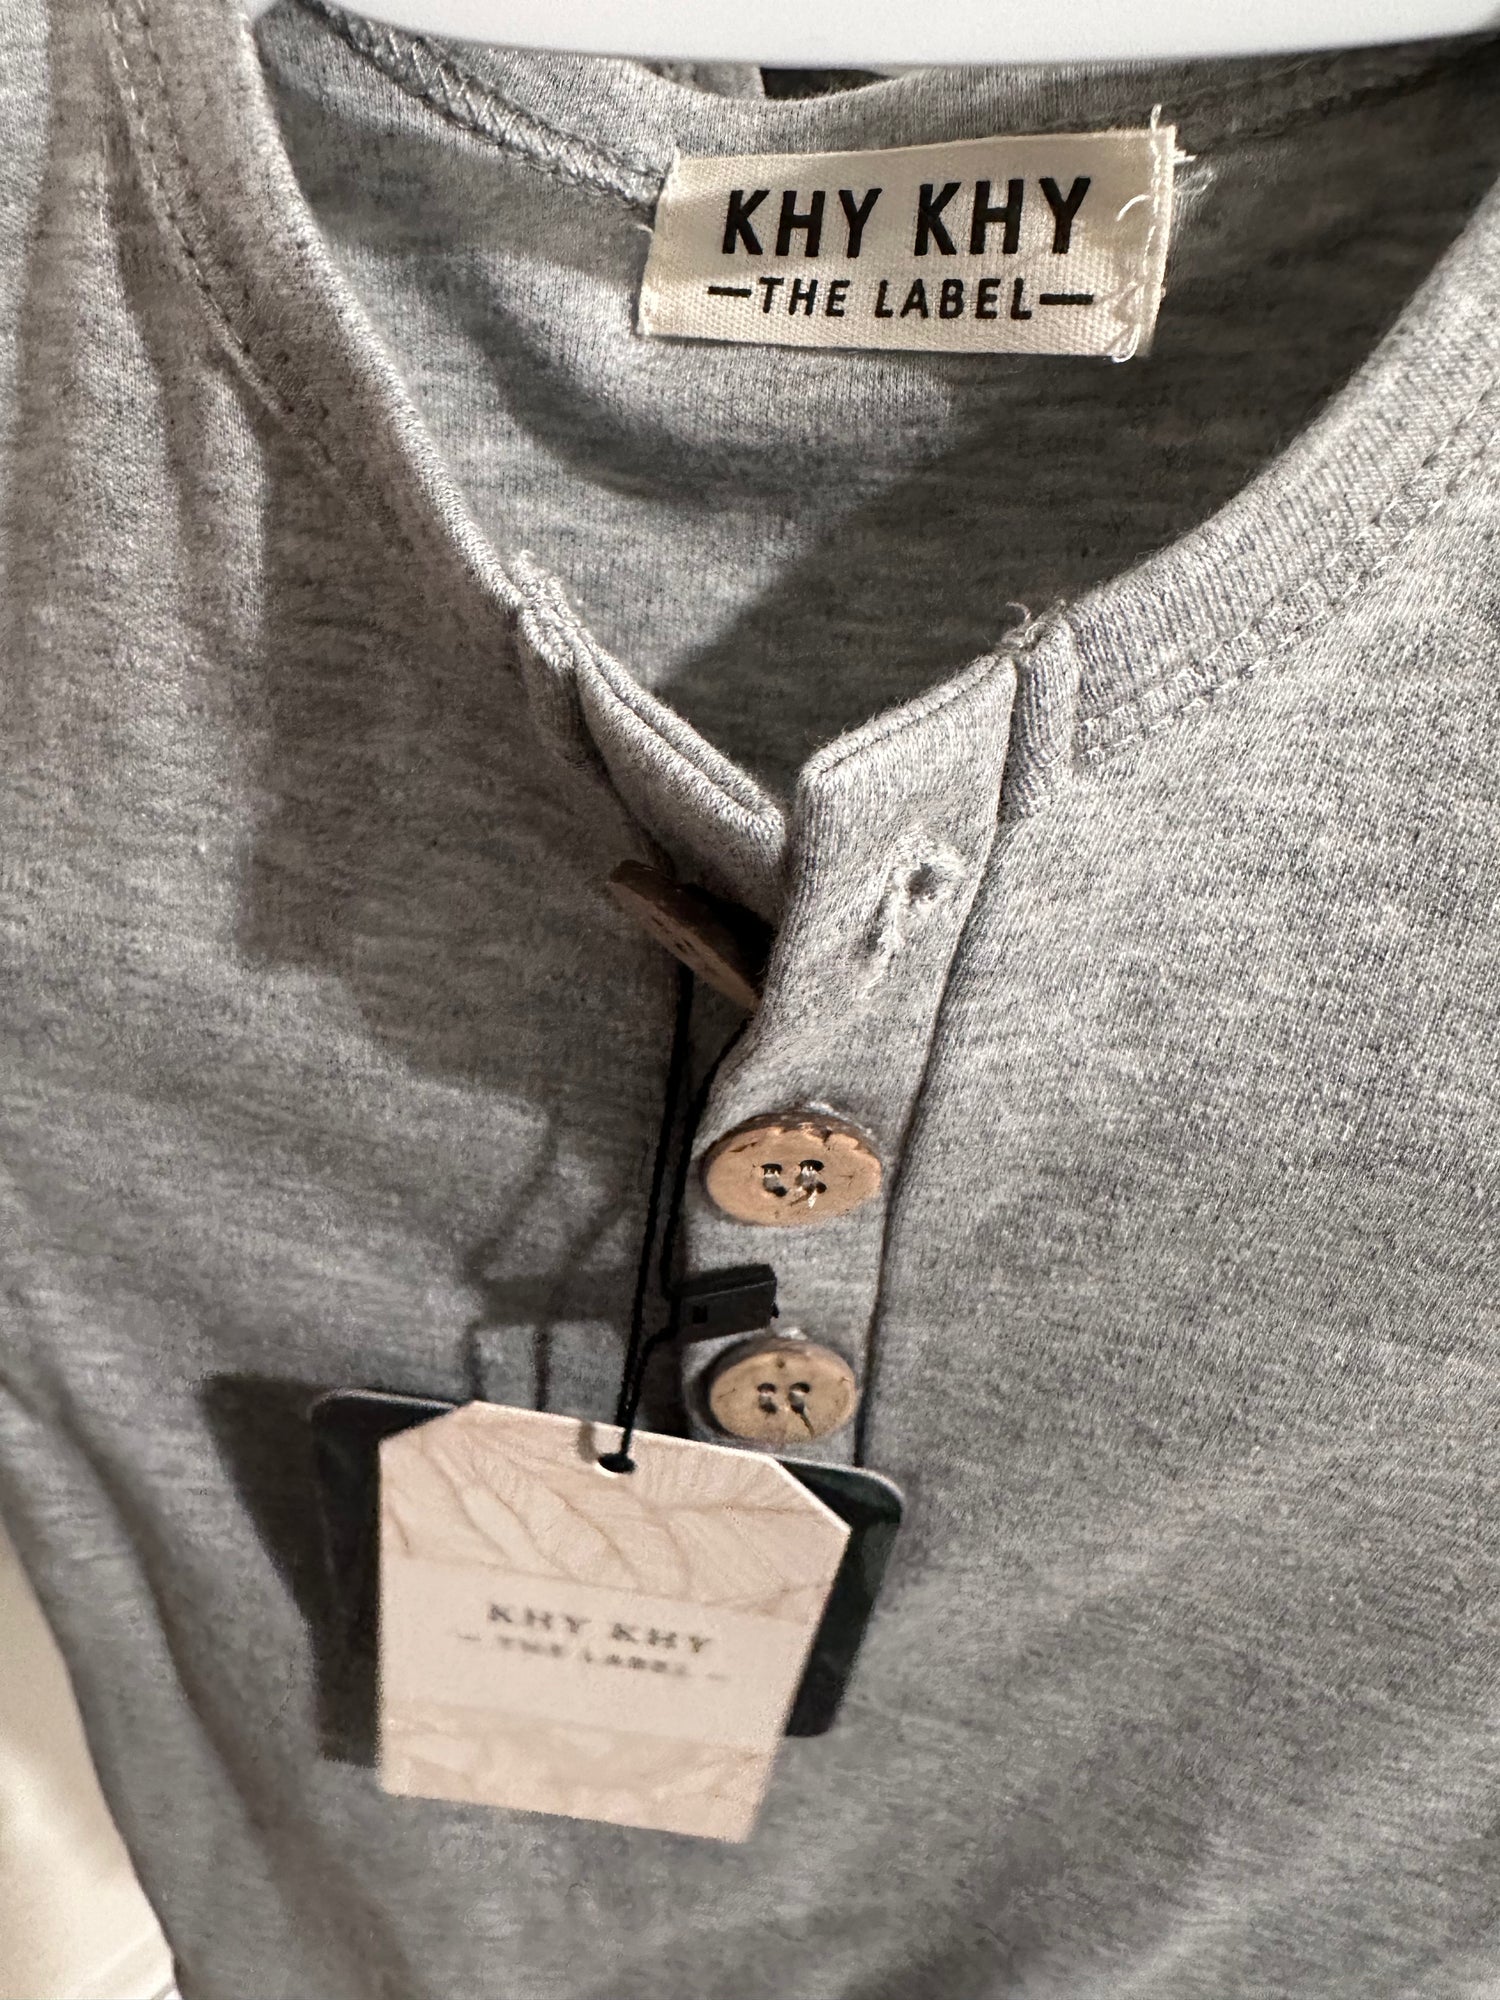 KHY KHY
-THE LABEL-
KHY KHY
- THE LABEL -